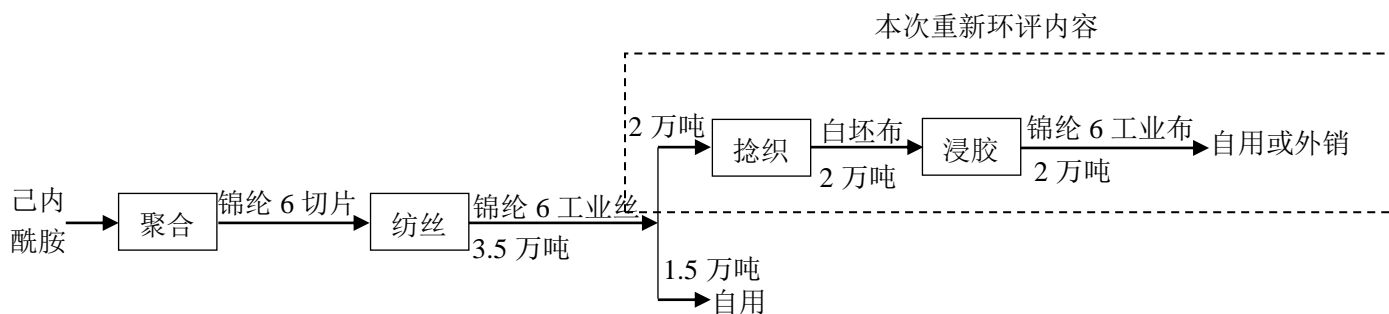 本次重新环评内容
2 万吨
捻织
白坯布
2 万吨
浸胶
锦纶 6 工业布
2 万吨
自用或外销
己内
酰胺
聚合
锦纶 6 切片
纺丝
锦纶 6 工业丝
3.5 万吨
1.5 万吨
自用